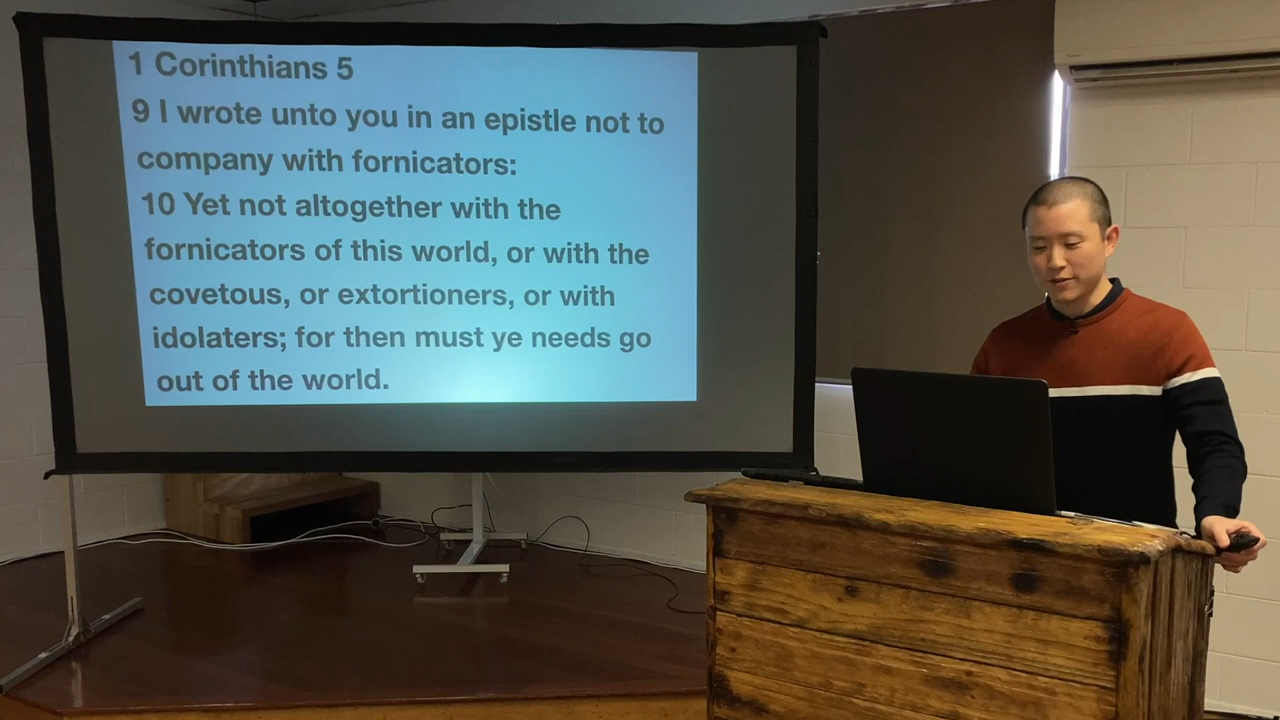 1 Corinthians 5
9 I wrote unto you in an epistle not to
company with fornicators:
10 Yet not altogether with the
fornicators of this world, or with the
covetous, or extortioners, or with
idolaters; for then must ye needs go
out of the world.